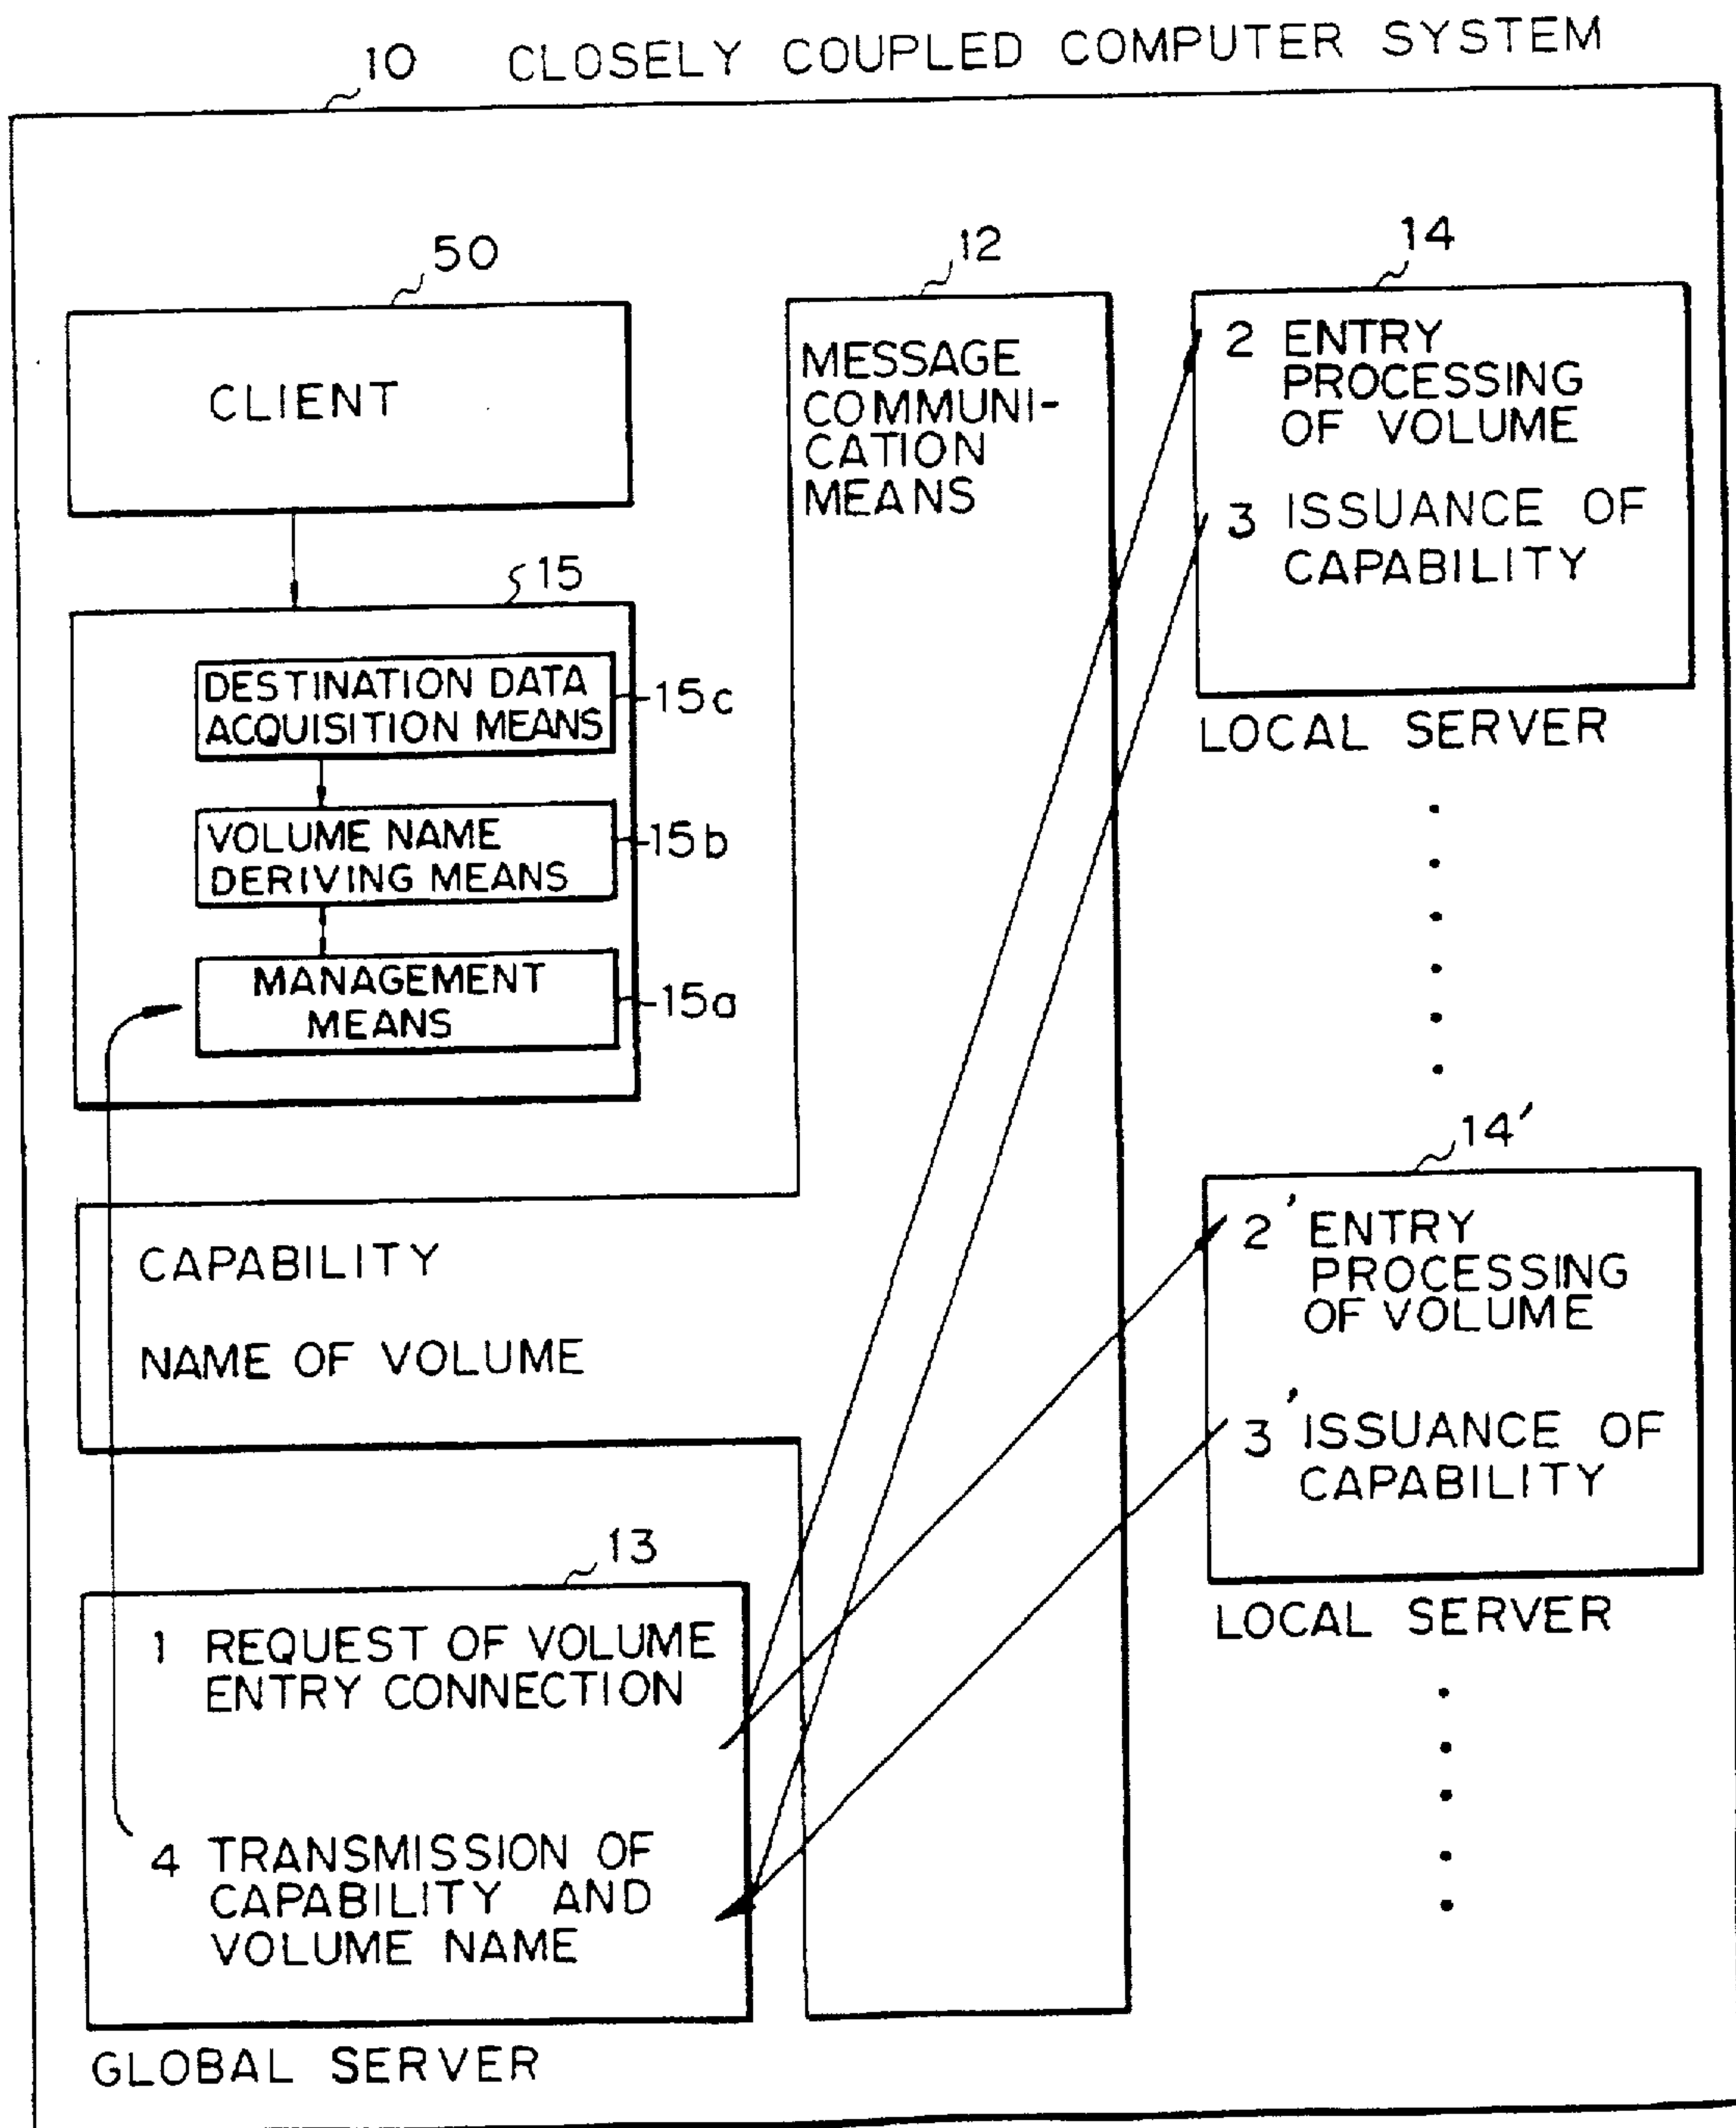 10 CLOSELY COUPLED COMPUTER SYSTEM
50
CLIENT
15
DESTINATION DATA
ACQUISITION MEANS
15c
VOLUME NAME
DERIVING MEANS
15b
MANAGEMENT
MEANS
15a
12
MESSAGE
COMMUNI-
CATION
MEANS
CAPABILITY
NAME OF VOLUME
14
2 ENTRY
PROCESSING
OF VOLUME
3 ISSUANCE OF
CAPABILITY
LOCAL SERVER
14'
2' ENTRY
PROCESSING
OF VOLUME
3' ISSUANCE OF
CAPABILITY
LOCAL SERVER
13
1 REQUEST OF VOLUME
ENTRY CONNECTION
4 TRANSMISSION OF
CAPABILITY AND
VOLUME NAME
GLOBAL SERVER